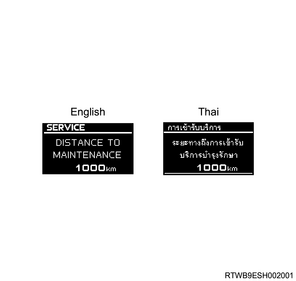 English
Thai
SERVICE
DISTANCE TO
MAINTENANCE
1000km
การเข้ารับบริการ
ระยะทางถึงการเข้ารับ
บริการบำรุงรักษา
1000km
RTWB9ESH002001